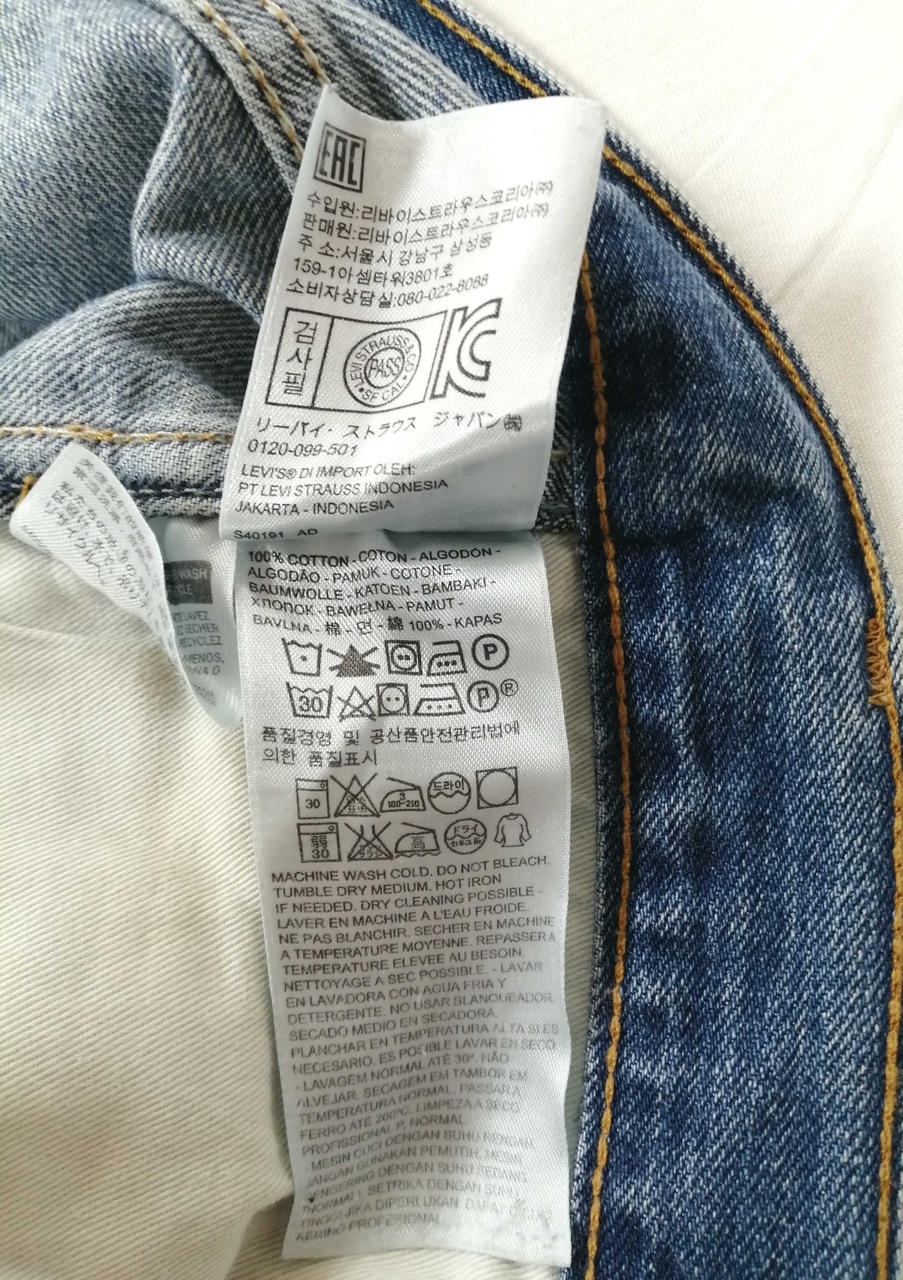 EAC
수입원:리바이스트라우스코리아㈜
판매원:리바이스트라우스코리아㈜
주 소:서울시 강남구 삼성동
159-1아셈타워3801호
소비자상담실:080-022-8088
검사필
LEVI STRAUSS & CO.
PASS
SF CAL.
KC
リーバイ・ストラウス ジャパン㈱
0120-099-501
LEVI'S® DI IMPORT OLEH:
PT LEVI STRAUSS INDONESIA
JAKARTA - INDONESIA
S40191 AD
100% COTTON - COTON - ALGODÓN -
ALGODÃO - PAMUK - COTONE -
BAUMWOLLE - KATOEN - BAMBAKI -
ХЛОПОК - BAWEŁNA - PAMUT -
BAVLNA - 棉 - 면 - 綿 100% - KAPAS
P
30 P®
품질경영 및 공산품안전관리법에
의한 품질표시
30 3 180-210 드라이
弱 30 高 ドライ
MACHINE WASH COLD. DO NOT BLEACH.
TUMBLE DRY MEDIUM. HOT IRON
IF NEEDED. DRY CLEANING POSSIBLE -
LAVER EN MACHINE A L'EAU FROIDE.
NE PAS BLANCHIR. SECHER EN MACHINE
A TEMPERATURE MOYENNE. REPASSER A
TEMPERATURE ELEVEE AU BESOIN.
NETTOYAGE A SEC POSSIBLE. - LAVAR
EN LAVADORA CON AGUA FRIA Y
DETERGENTE. NO USAR BLANQUEADOR.
SECADO MEDIO EN SECADORA.
PLANCHAR EN TEMPERATURA ALTA SI ES
NECESARIO. ES POSIBLE LAVAR EN SECO.
- LAVAGEM NORMAL ATÉ 30º. NÃO
ALVEJAR. SECAGEM EM TAMBOR EM
TEMPERATURA NORMAL. PASSAR A
FERRO ATÉ 200ºC. LIMPEZA A SECO
PROFISSIONAL P. NORMAL
- MESIN CUCI DENGAN SUHU RENDAH.
JANGAN GUNAKAN PEMUTIH. MESIN
PENGERING DENGAN SUHU SEDANG
(NORMAL). SETRIKA DENGAN SUHU
TINGGI JIKA DIPERLUKAN. DAPAT DICUCI
KERING PROFESIONAL
WASH
LAVEZ
SECHER
RECYCLEZ
MENOS,